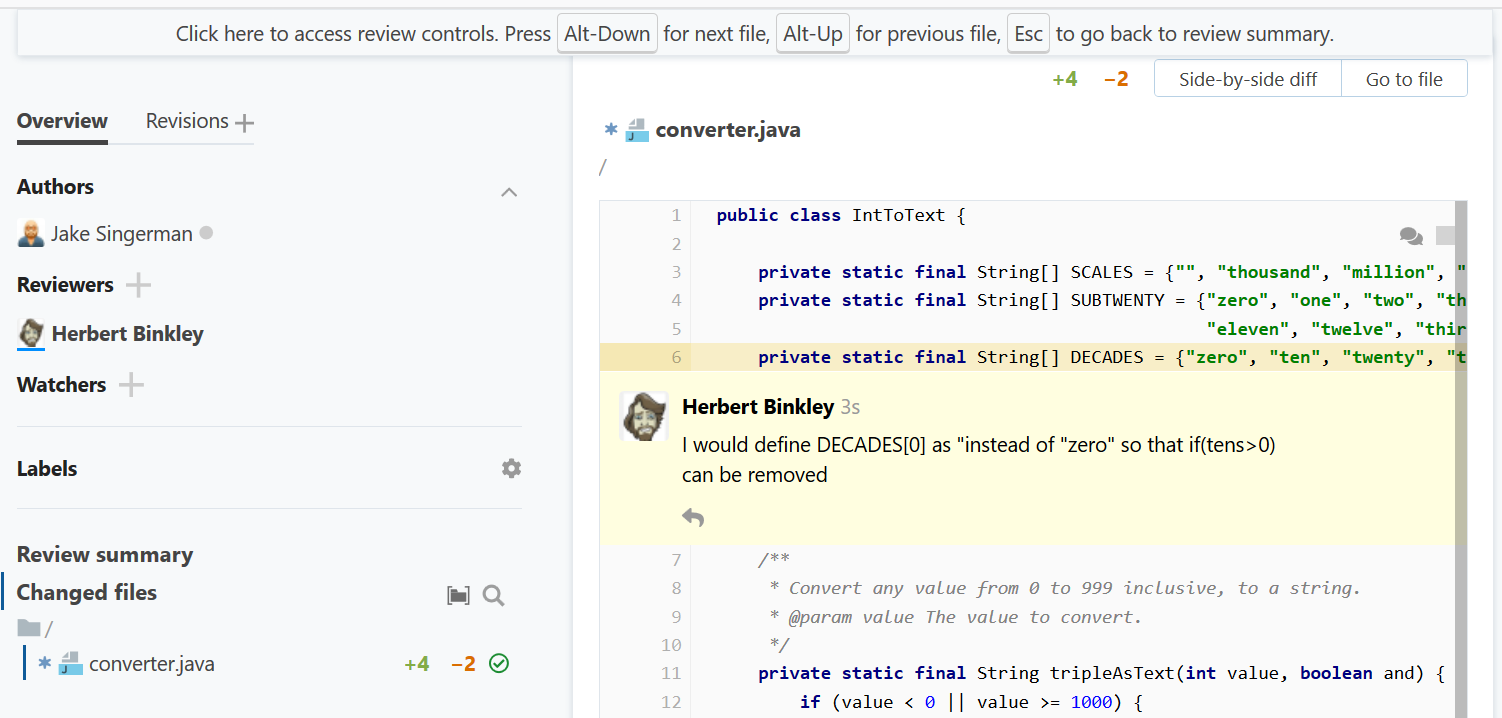 Click here to access review controls. Press Alt-Down for next file, Alt-Up for previous file, Esc to go back to review summary.
+4 −2 Side-by-side diff Go to file
Overview Revisions
Authors
Jake Singerman
Reviewers
Herbert Binkley
Watchers
Labels
Review summary
Changed files
/
* J converter.java +4 −2
* J converter.java
/
1 public class IntToText {
2
3 private static final String[] SCALES = {"", "thousand", "million", "
4 private static final String[] SUBTWENTY = {"zero", "one", "two", "th
5 "eleven", "twelve", "thir
6 private static final String[] DECADES = {"zero", "ten", "twenty", "t
Herbert Binkley 3s
I would define DECADES[0] as "instead of "zero" so that if(tens>0)
can be removed
7 /**
8 * Convert any value from 0 to 999 inclusive, to a string.
9 * @param value The value to convert.
10 */
11 private static final String tripleAsText(int value, boolean and) {
12 if (value < 0 || value >= 1000) {